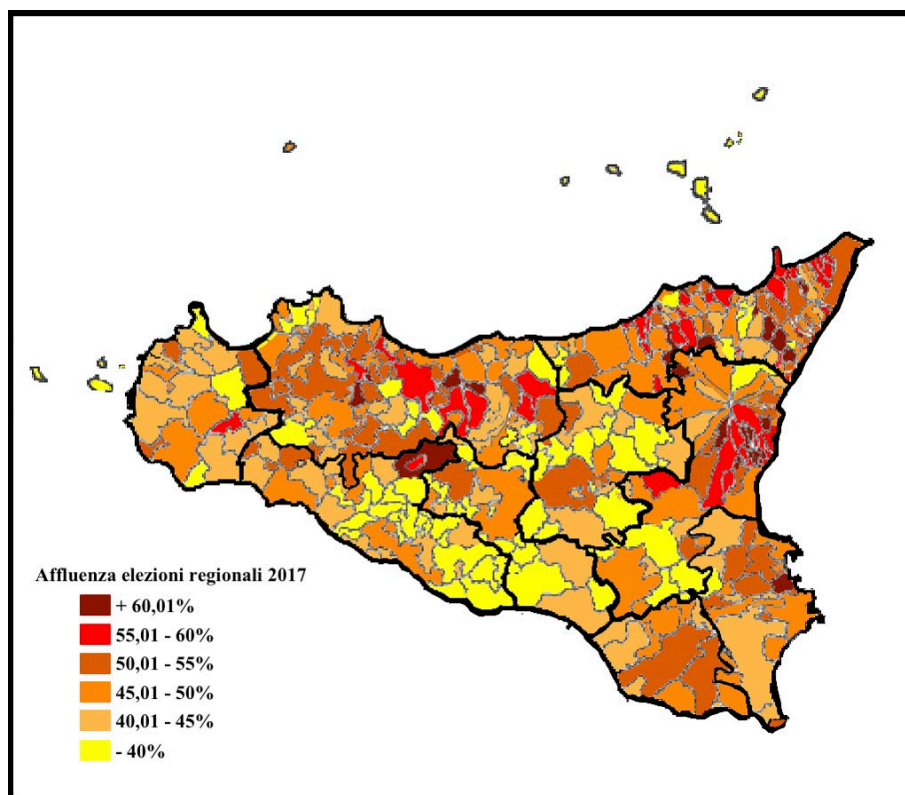 Affluenza elezioni regionali 2017
+ 60,01%
55,01 - 60%
50,01 - 55%
45,01 - 50%
40,01 - 45%
- 40%